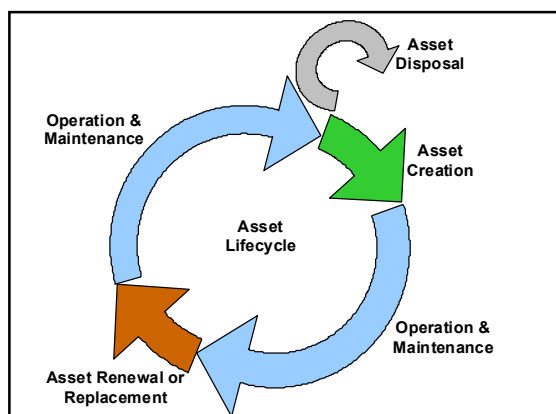 Asset
Disposal
Operation &
Maintenance
Asset
Creation
Asset
Lifecycle
Operation &
Maintenance
Asset Renewal or
Replacement